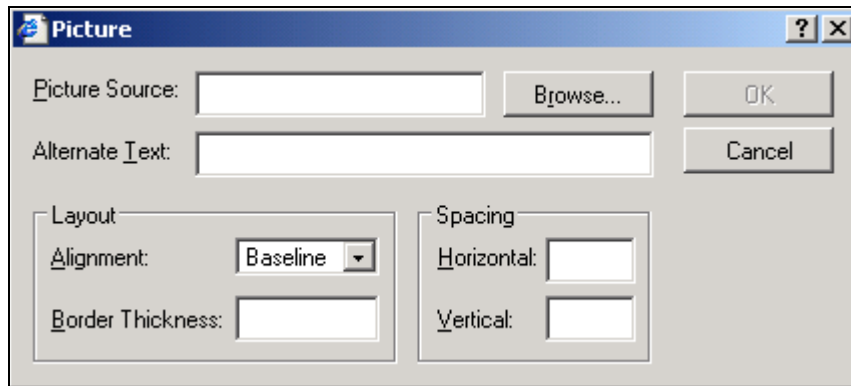 Picture
?
Picture Source:
Browse...
OK
Alternate Text:
Cancel
Layout
Spacing
Alignment:
Baseline
Horizontal:
Border Thickness:
Vertical: